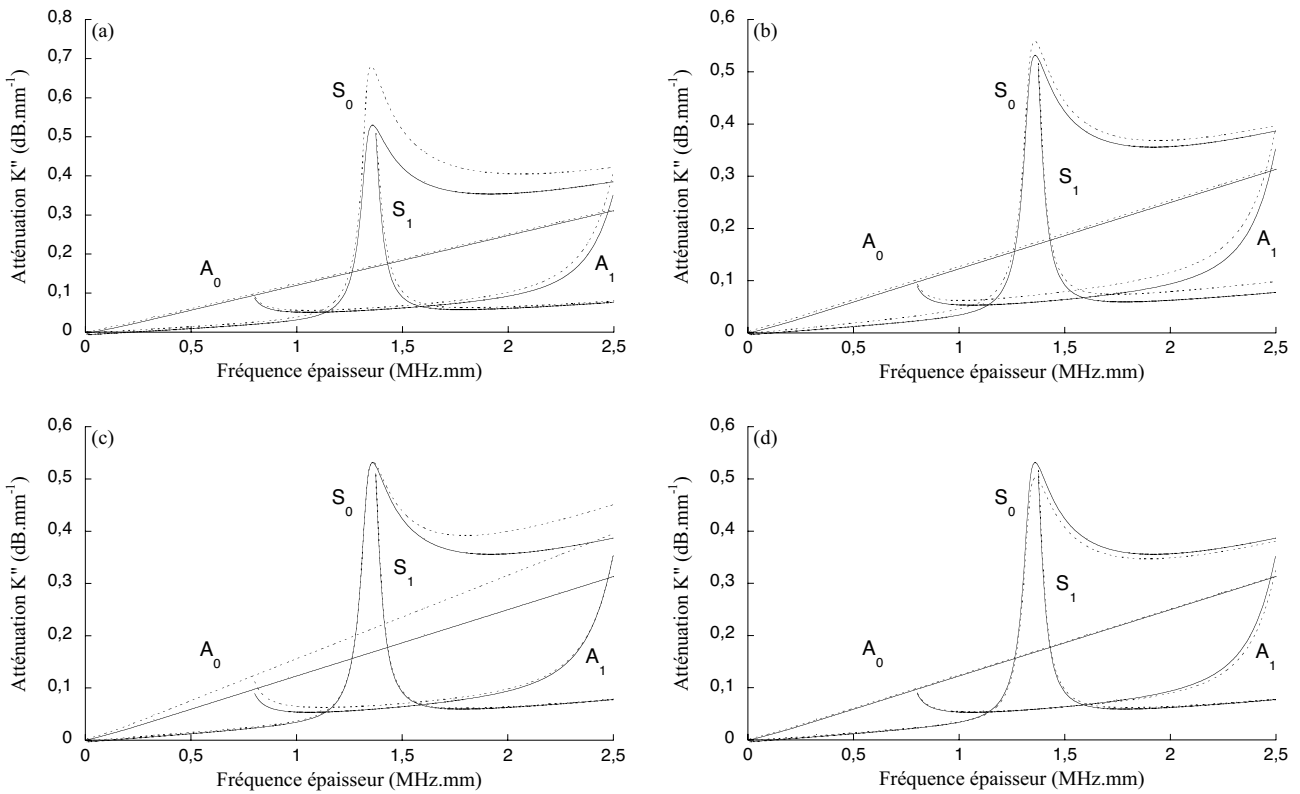 (a)
0,8
0,7
0,6
0,5
0,4
0,3
0,2
0,1
0
Atténuation K" (dB.mm-1)
S0
S1
A0
A1
0 0,5 1 1,5 2 2,5
Fréquence épaisseur (MHz.mm)
(b)
0,6
0,5
0,4
0,3
0,2
0,1
0
Atténuation K" (dB.mm-1)
S0
S1
A0
A1
0 0,5 1 1,5 2 2,5
Fréquence épaisseur (MHz.mm)
(c)
0,6
0,5
0,4
0,3
0,2
0,1
0
Atténuation K" (dB.mm-1)
S0
S1
A0
A1
0 0,5 1 1,5 2 2,5
Fréquence épaisseur (MHz.mm)
(d)
0,6
0,5
0,4
0,3
0,2
0,1
0
Atténuation K" (dB.mm-1)
S0
S1
A0
A1
0 0,5 1 1,5 2 2,5
Fréquence épaisseur (MHz.mm)